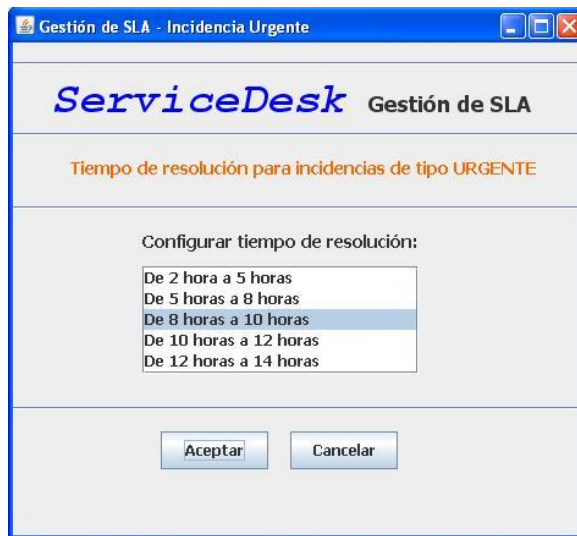 Gestión de SLA - Incidencia Urgente
ServiceDesk Gestión de SLA
Tiempo de resolución para incidencias de tipo URGENTE
Configurar tiempo de resolución:
De 2 hora a 5 horas
De 5 horas a 8 horas
De 8 horas a 10 horas
De 10 horas a 12 horas
De 12 horas a 14 horas
Aceptar Cancelar